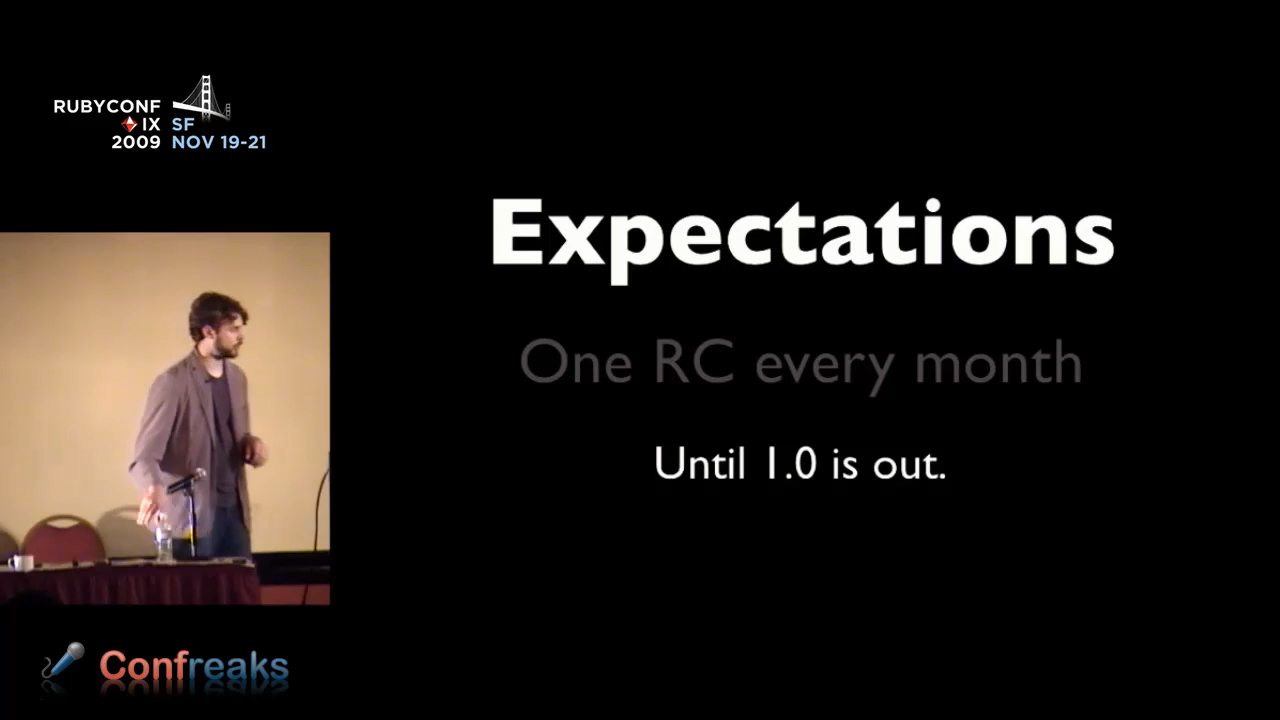 RUBYCONF
IX SF
2009 NOV 19-21
Expectations
One RC every month
Until 1.0 is out.
Confreaks